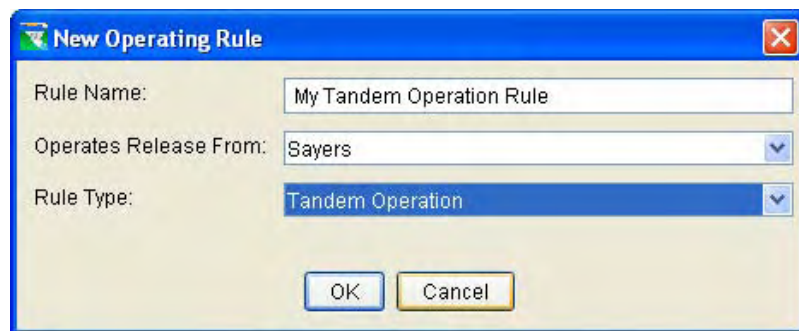 New Operating Rule
Rule Name: My Tandem Operation Rule
Operates Release From: Sayers
Rule Type: Tandem Operation
OK Cancel